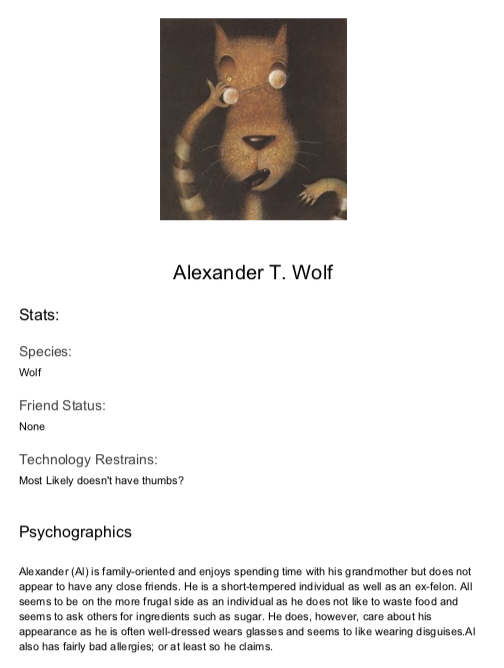 Alexander T. Wolf
Stats:
Species:
Wolf
Friend Status:
None
Technology Restrains:
Most Likely doesn't have thumbs?
Psychographics
Alexander (Al) is family-oriented and enjoys spending time with his grandmother but does not
appear to have any close friends. He is a short-tempered individual as well as an ex-felon. All
seems to be on the more frugal side as an individual as he does not like to waste food and
seems to ask others for ingredients such as sugar. He does, however, care about his
appearance as he is often well-dressed wears glasses and seems to like wearing disguises.Al
also has fairly bad allergies; or at least so he claims.